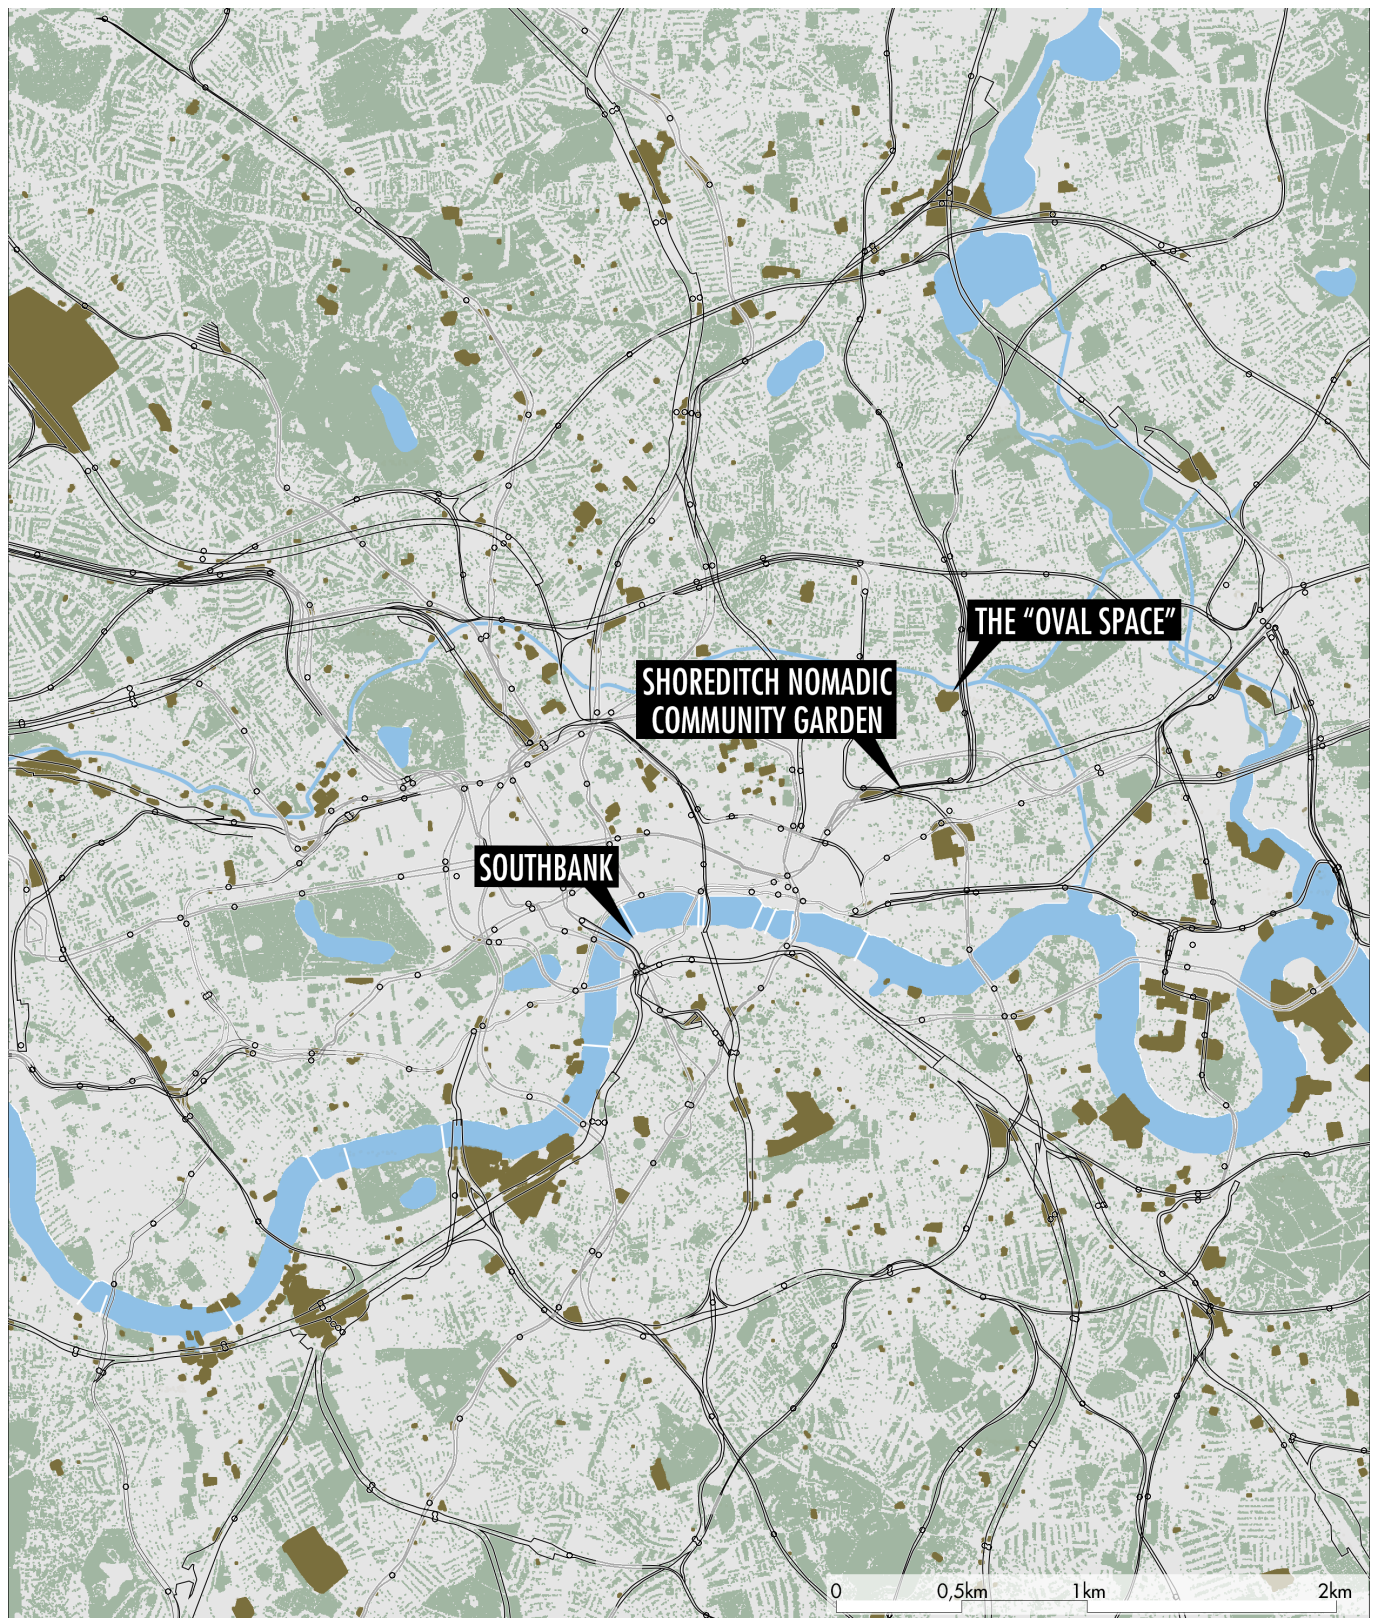 THE “OVAL SPACE”
SHOREDITCH NOMADIC
COMMUNITY GARDEN
SOUTHBANK
0 0,5km 1km 2km